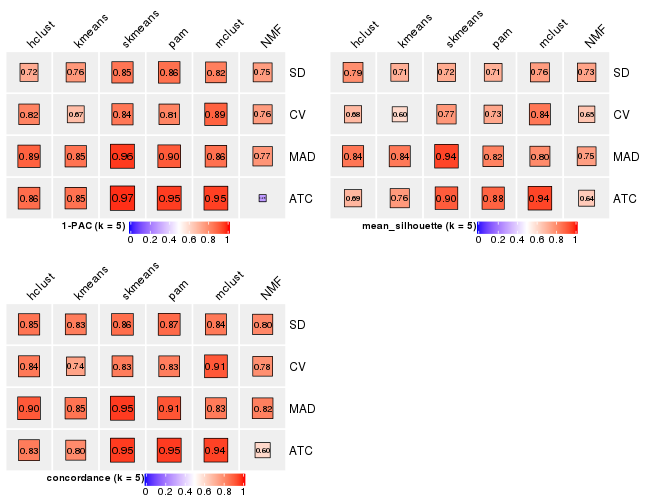 hclust kmeans skmeans pam mclust NMF
0.72 0.76 0.85 0.86 0.82 0.75 SD
0.82 0.67 0.84 0.81 0.89 0.76 CV
0.89 0.85 0.96 0.90 0.86 0.77 MAD
0.86 0.85 0.97 0.95 0.95 ATC
1-PAC (k = 5)
0 0.2 0.4 0.6 0.8 1
hclust kmeans skmeans pam mclust NMF
0.79 0.71 0.72 0.71 0.76 0.73 SD
0.68 0.60 0.77 0.73 0.84 0.65 CV
0.84 0.84 0.94 0.82 0.80 0.75 MAD
0.69 0.76 0.90 0.88 0.94 0.64 ATC
mean_silhouette (k = 5)
0 0.2 0.4 0.6 0.8 1
hclust kmeans skmeans pam mclust NMF
0.85 0.83 0.86 0.87 0.84 0.80 SD
0.84 0.74 0.83 0.83 0.91 0.78 CV
0.90 0.85 0.95 0.91 0.83 0.82 MAD
0.83 0.80 0.95 0.95 0.94 0.60 ATC
concordance (k = 5)
0 0.2 0.4 0.6 0.8 1